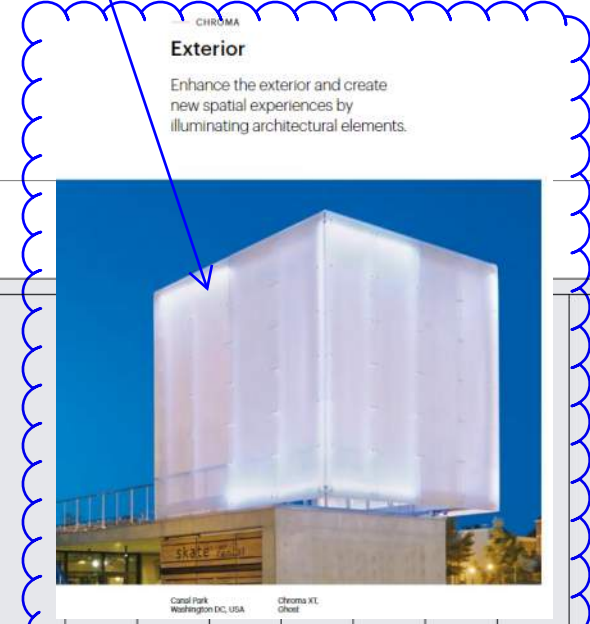 CHROMA
Exterior
Enhance the exterior and create
new spatial experiences by
illuminating architectural elements.
skate
Canal Park
Washington DC, USA
Chroma XT,
Ghost